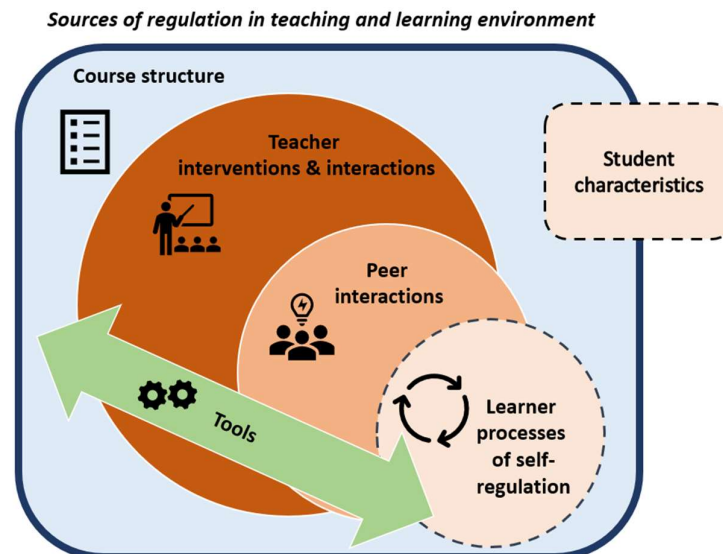 Sources of regulation in teaching and learning environment
Course structure
Teacher
interventions & interactions
Student
characteristics
Peer
interactions
Tools
Learner
processes
of self-
regulation